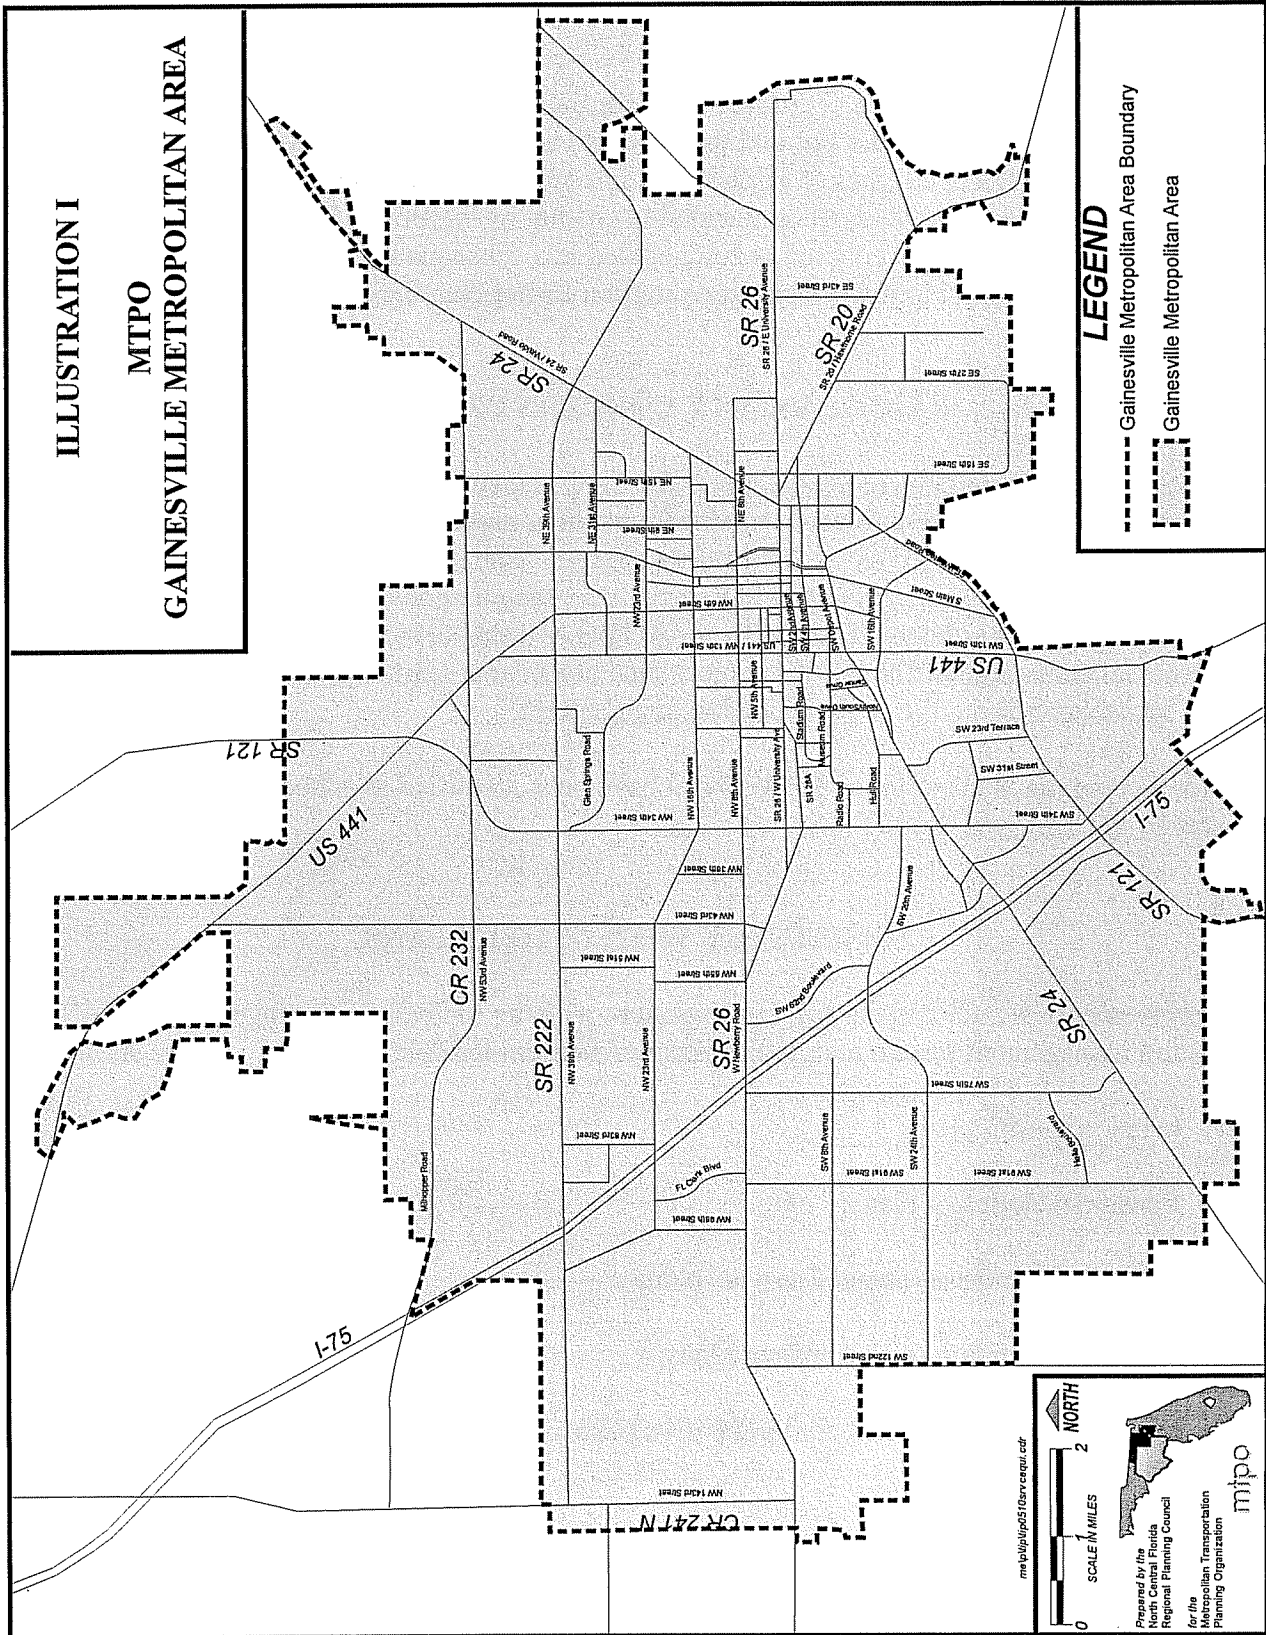 ILLUSTRATION I
MTPO
GAINESVILLE METROPOLITAN AREA
LEGEND
Gainesville Metropolitan Area Boundary
Gainesville Metropolitan Area
I-75
CR 241 N
NW 143rd Street
Millhopper Road
CR 232
NW 53rd Avenue
SR 222
NW 39th Avenue
NW 83rd Street
NW 98th Street
Ft. Clark Blvd
NW 23rd Avenue
NW 51st Street
NW 55th Street
NW 43rd Street
NW 38th Street
SR 26
W Newberry Road
SW 62nd Boulevard
SW 122nd Street
SW 8th Avenue
SW 24th Avenue
SW 91st Street
SW 91st Street
SW 75th Street
Haile Boulevard
SR 24
SW 20th Avenue
US 441
SR 121
NW 34th Street
Glen Springs Road
NW 16th Avenue
NW 8th Avenue
SR 26 / W University Ave
SR 26A
Radio Road
Hull Road
Museum Road
Stadium Road
North/South Drive
NW 5th Avenue
US 441 / NW 13th Street
NW 6th Street
NW 23rd Avenue
SW 2nd Avenue
SW 4th Avenue
SW Depot Avenue
SW 16th Avenue
S Main Street
SW 13th Street
US 441
SW 23rd Terrace
SW 31st Street
SW 34th Street
I-75
SR 121
NE 39th Avenue
NE 31st Avenue
NE 15th Street
NE 9th Street
NE 8th Avenue
SR 24 / Waldo Road
SR 24
SR 26
SR 26 / E University Avenue
SR 20
SR 20 / Hawthorne Road
SE 43rd Street
SE 27th Street
SE 15th Street
0 1 2
SCALE IN MILES
NORTH
Prepared by the
North Central Florida
Regional Planning Council
for the
Metropolitan Transportation
Planning Organization
mtpo